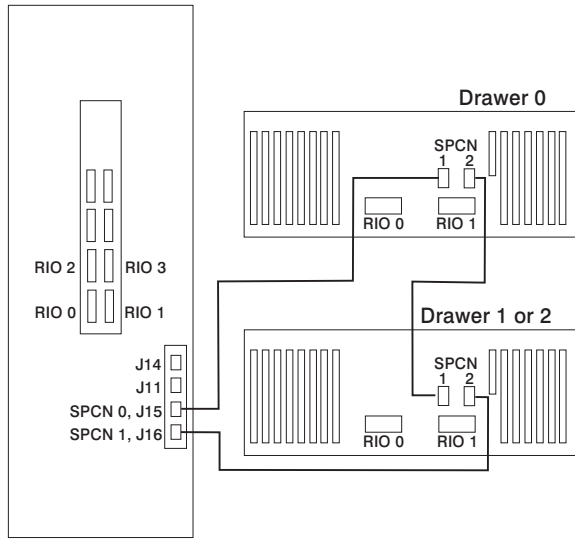 Drawer 0
SPCN
1 2
RIO 0 RIO 1
RIO 2 RIO 3
RIO 0 RIO 1
Drawer 1 or 2
SPCN
1 2
RIO 0 RIO 1
J14
J11
SPCN 0, J15
SPCN 1, J16